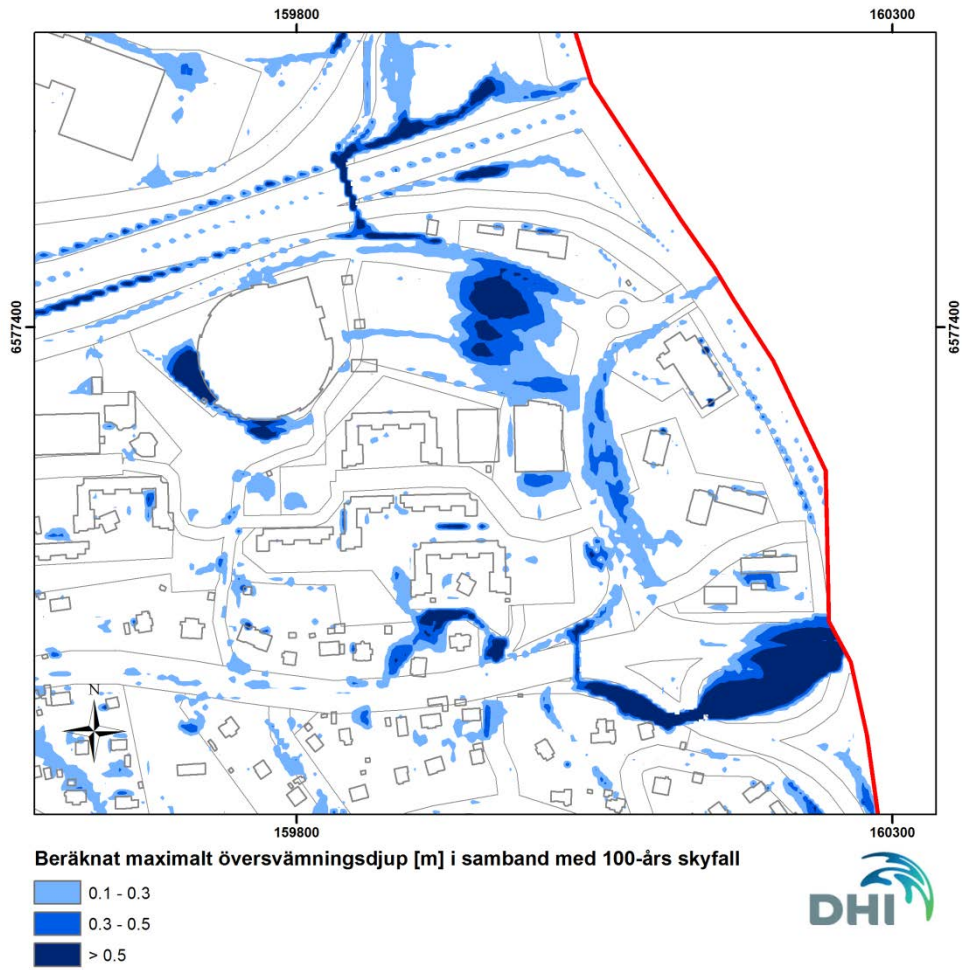 159800 160300
6577400 6577400
N
159800 160300
Beräknat maximalt översvämningsdjup [m] i samband med 100-års skyfall
0.1 - 0.3
0.3 - 0.5
> 0.5
DHI